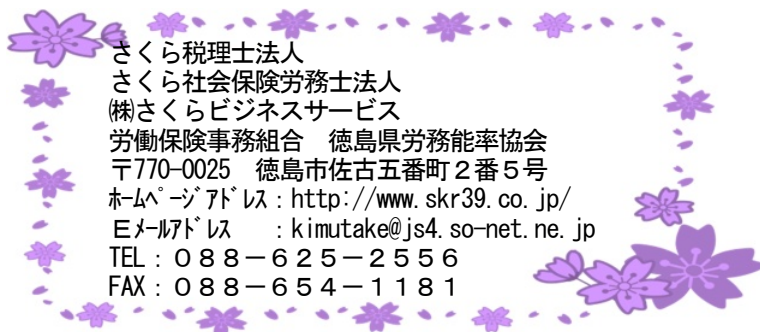 さくら税理士法人
さくら社会保険労務士法人
㈱さくらビジネスサービス
労働保険事務組合　徳島県労務能率協会
〒770-0025　徳島市佐古五番町２番５号
ﾎｰﾑﾍﾟｰｼﾞｱﾄﾞﾚｽ：http://www.skr39.co.jp/
Ｅﾒｰﾙｱﾄﾞﾚｽ　　：kimutake@js4.so-net.ne.jp
TEL：０８８－６２５－２５５６
FAX：０８８－６５４－１１８１